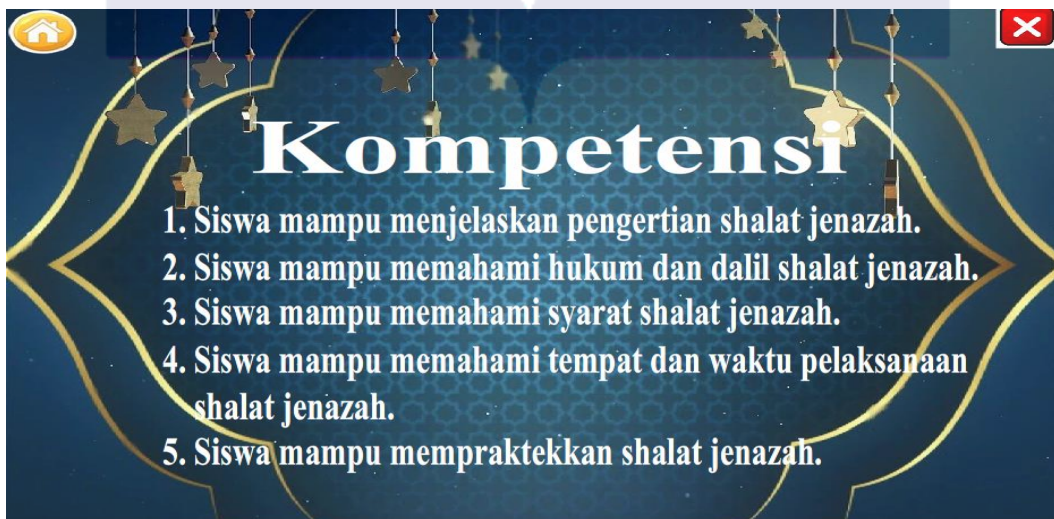 Kompetensi
1. Siswa mampu menjelaskan pengertian shalat jenazah.
2. Siswa mampu memahami hukum dan dalil shalat jenazah.
3. Siswa mampu memahami syarat shalat jenazah.
4. Siswa mampu memahami tempat dan waktu pelaksanaan
shalat jenazah.
5. Siswa mampu mempraktekkan shalat jenazah.